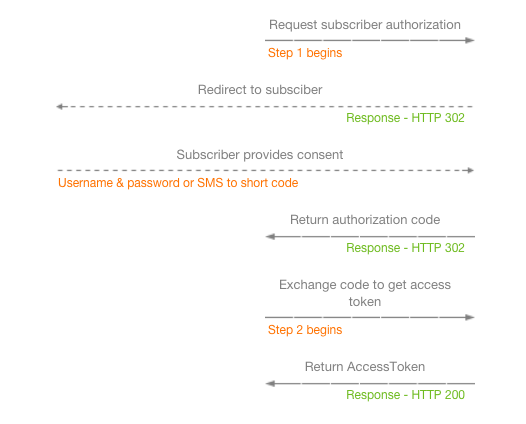 Request subscriber authorization
Step 1 begins
Redirect to subsciber
Response - HTTP 302
Subscriber provides consent
Username & password or SMS to short code
Return authorization code
Response - HTTP 302
Exchange code to get access
token
Step 2 begins
Return AccessToken
Response - HTTP 200